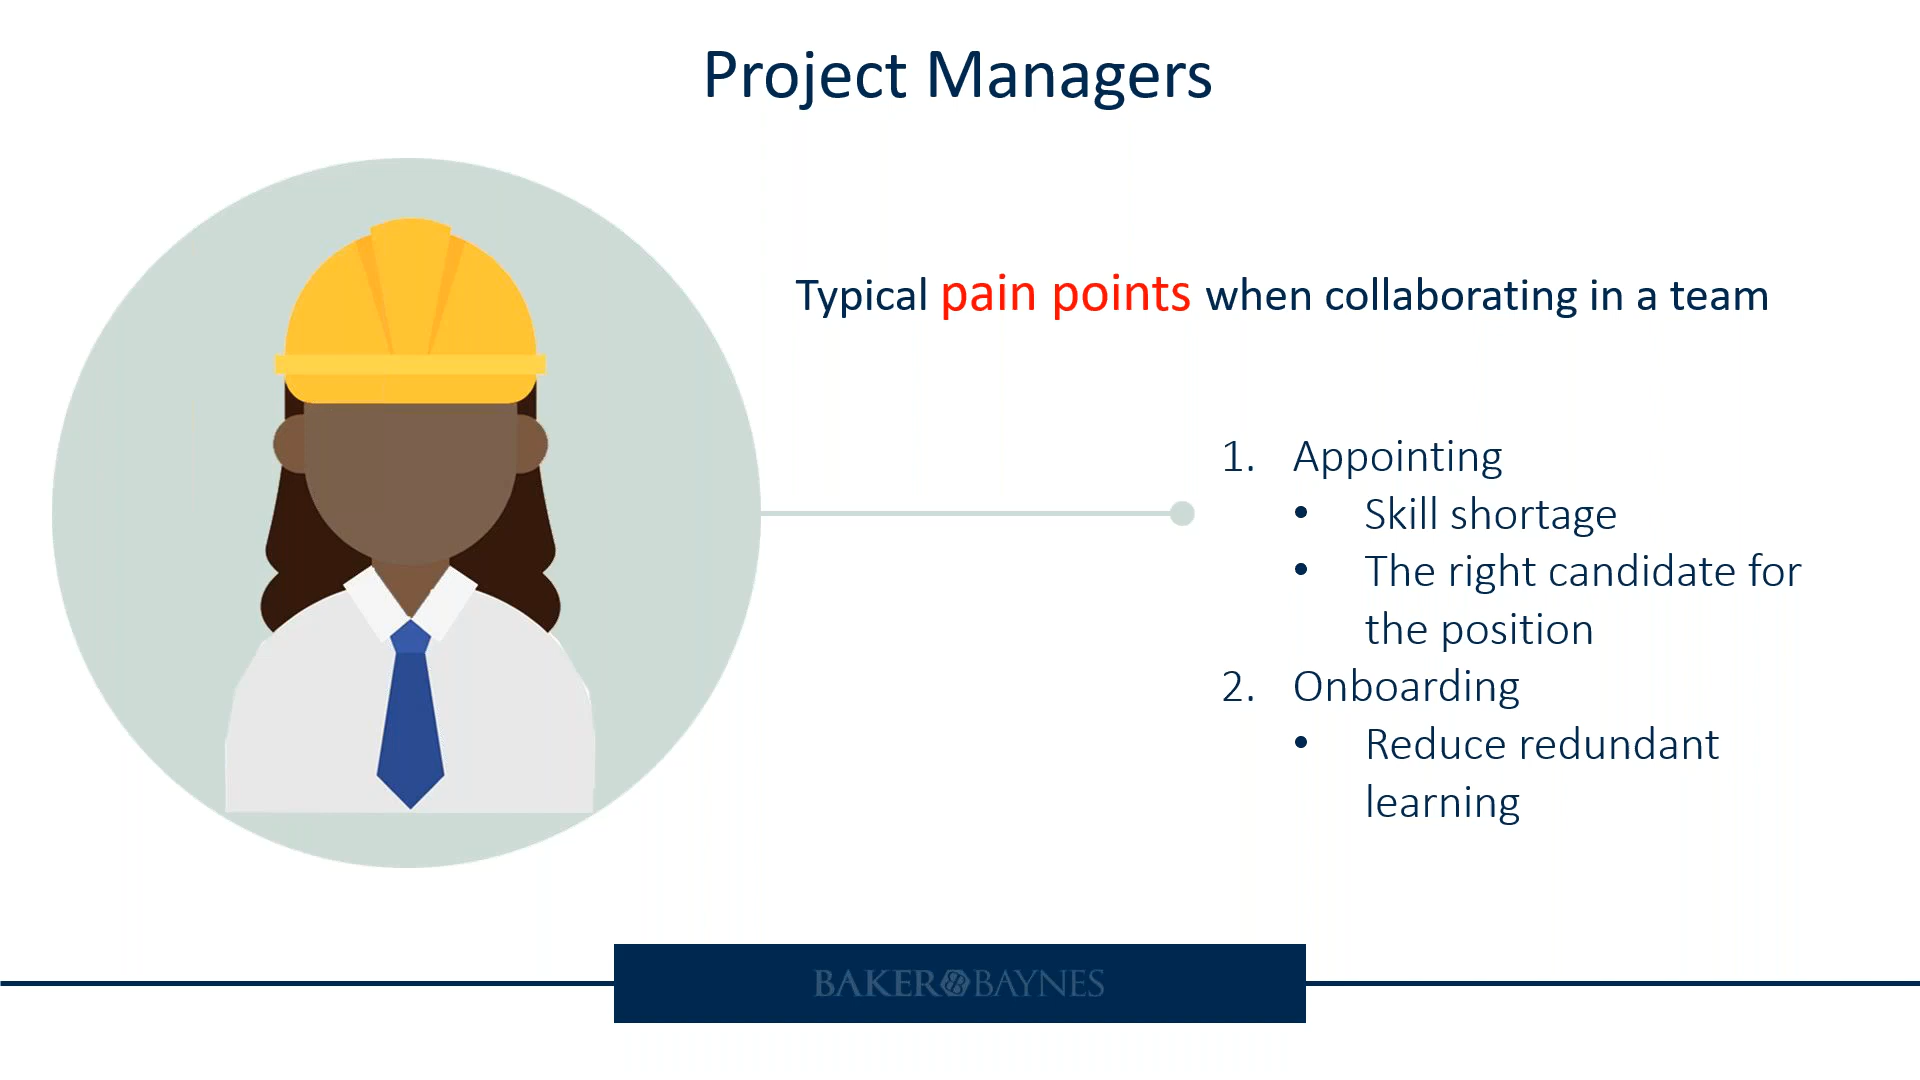 Project Managers
Typical pain points when collaborating in a team
1. Appointing
• Skill shortage
• The right candidate for
the position
2. Onboarding
• Reduce redundant
learning
BAKER BAYNES